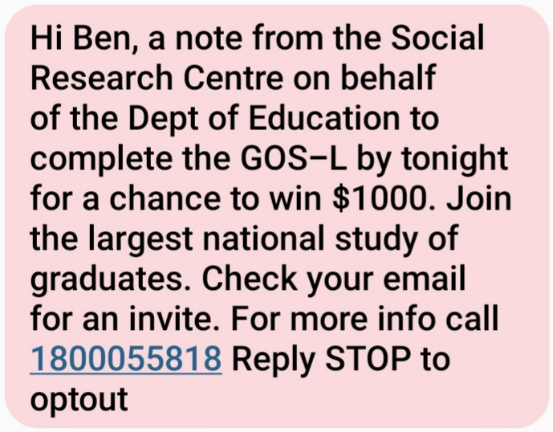 Hi Ben, a note from the Social
Research Centre on behalf
of the Dept of Education to
complete the GOS–L by tonight
for a chance to win $1000. Join
the largest national study of
graduates. Check your email
for an invite. For more info call
1800055818 Reply STOP to
optout